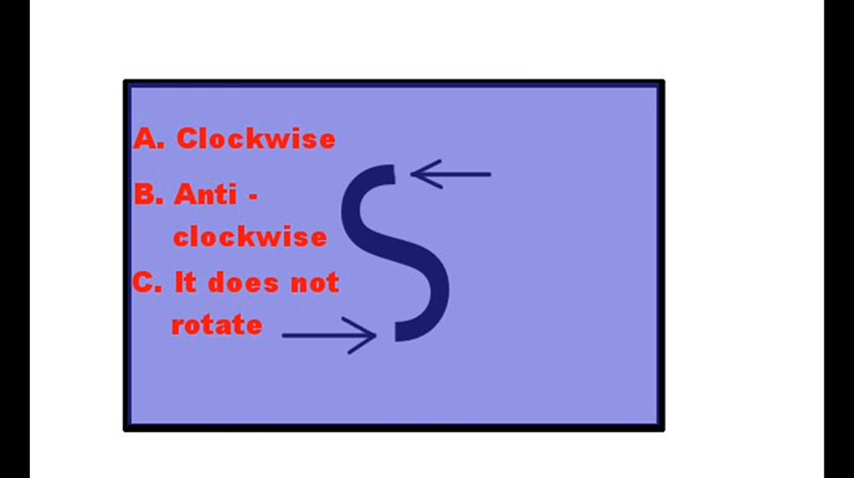 A. Clockwise
B. Anti -
clockwise
C. It does not
rotate